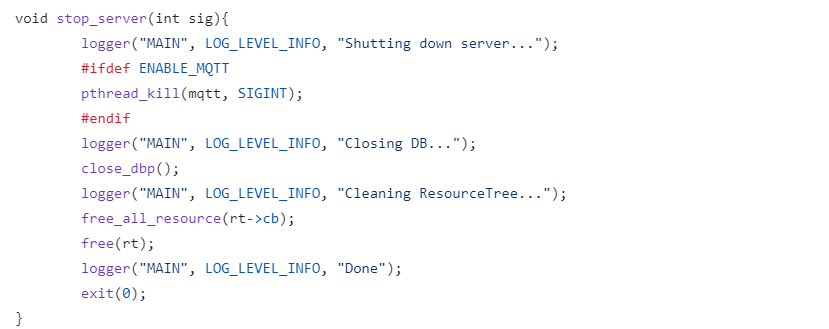 void stop_server(int sig){
        logger("MAIN", LOG_LEVEL_INFO, "Shutting down server...");
        #ifdef ENABLE_MQTT
        pthread_kill(mqtt, SIGINT);
        #endif
        logger("MAIN", LOG_LEVEL_INFO, "Closing DB...");
        close_dbp();
        logger("MAIN", LOG_LEVEL_INFO, "Cleaning ResourceTree...");
        free_all_resource(rt->cb);
        free(rt);
        logger("MAIN", LOG_LEVEL_INFO, "Done");
        exit(0);
}